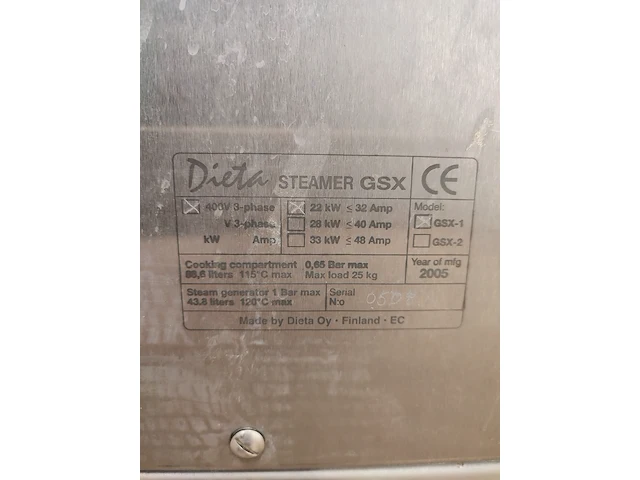 Dieta STEAMER GSX CE
400V 3-phase 22 kW ≤ 32 Amp Model:
V 3-phase 28 kW ≤ 40 Amp GSX-1
kW Amp 33 kW ≤ 48 Amp GSX-2
Cooking compartment 0,65 Bar max Year of mfg
115°C max Max load 25 kg 2005
liters
Steam generator 1 Bar max Serial
43.8 liters 120°C max N:o
Made by Dieta Oy · Finland · EC